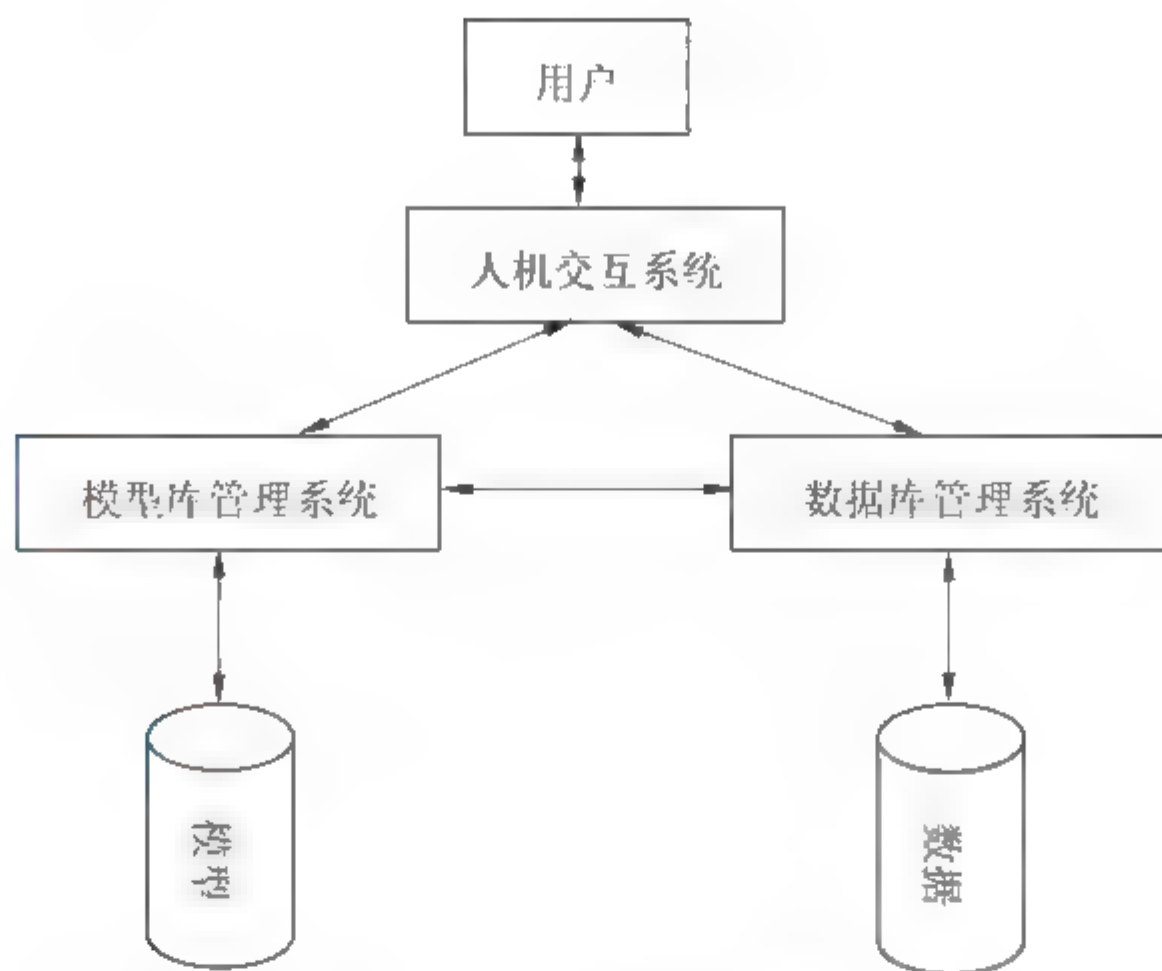 用户
人机交互系统
模型库管理系统
数据库管理系统
模型
数据